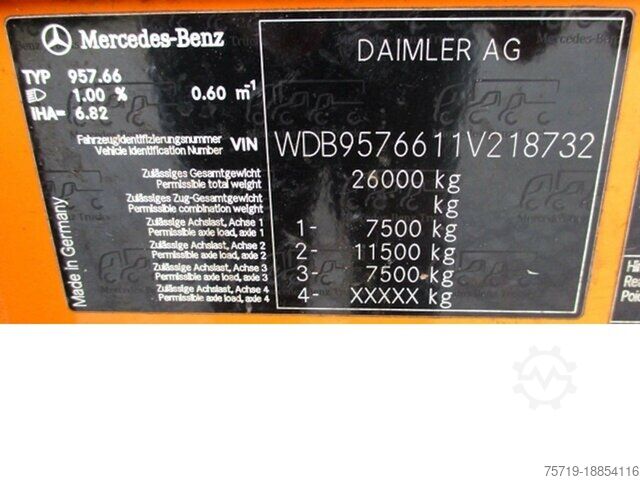 Mercedes-Benz
DAIMLER AG
TYP 957.66
1.00 % 0.60 m-1
IHA= 6.82
Fahrzeugidentifizierungsnummer
Vehicle Identification Number VIN WDB9576611V218732
Zulässiges Gesamtgewicht
Permissible total weight 26000 kg
Zulässiges Zug-Gesamtgewicht
Permissible combination weight kg
Zulässige Achslast, Achse 1
Permissible axle load, axle 1 1- 7500 kg
Zulässige Achslast, Achse 2
Permissible axle load, axle 2 2- 11500 kg
Zulässige Achslast, Achse 3
Permissible axle load, axle 3 3- 7500 kg
Zulässige Achslast, Achse 4
Permissible axle load, axle 4 4- XXXXX kg
Made in Germany
75719-18854116